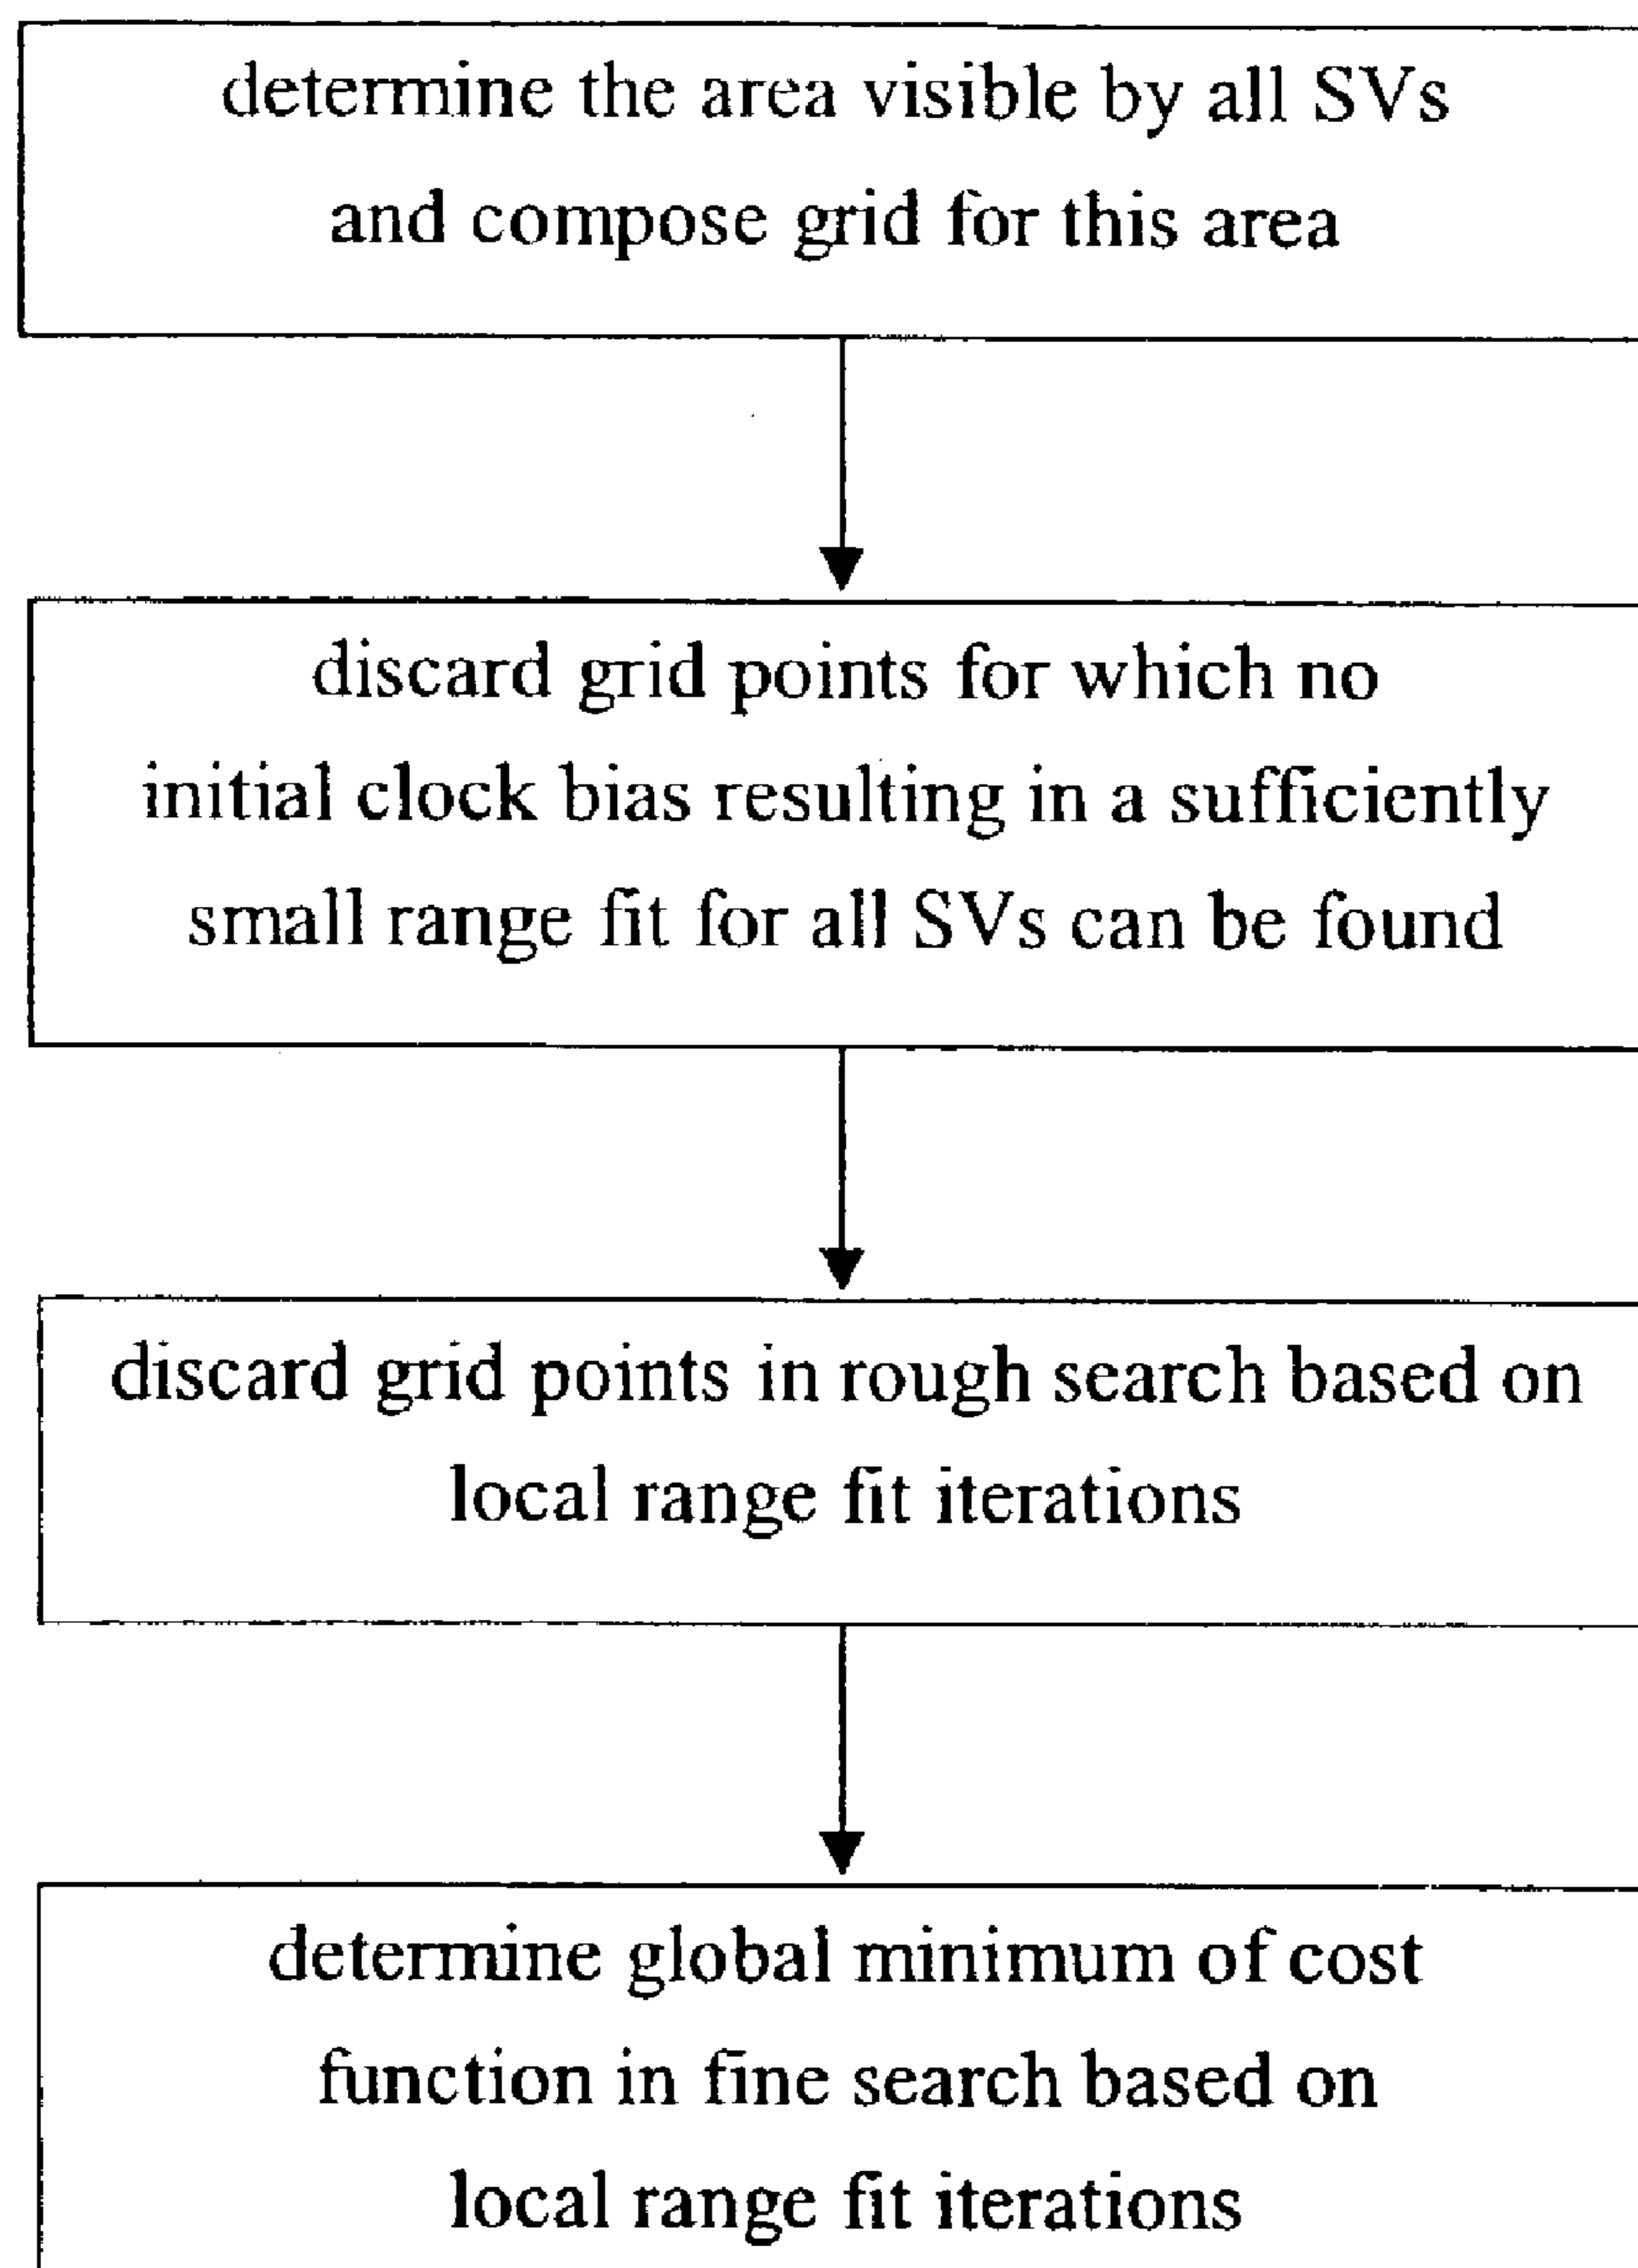 determine the area visible by all SVs
and compose grid for this area
discard grid points for which no
initial clock bias resulting in a sufficiently
small range fit for all SVs can be found
discard grid points in rough search based on
local range fit iterations
determine global minimum of cost
function in fine search based on
local range fit iterations